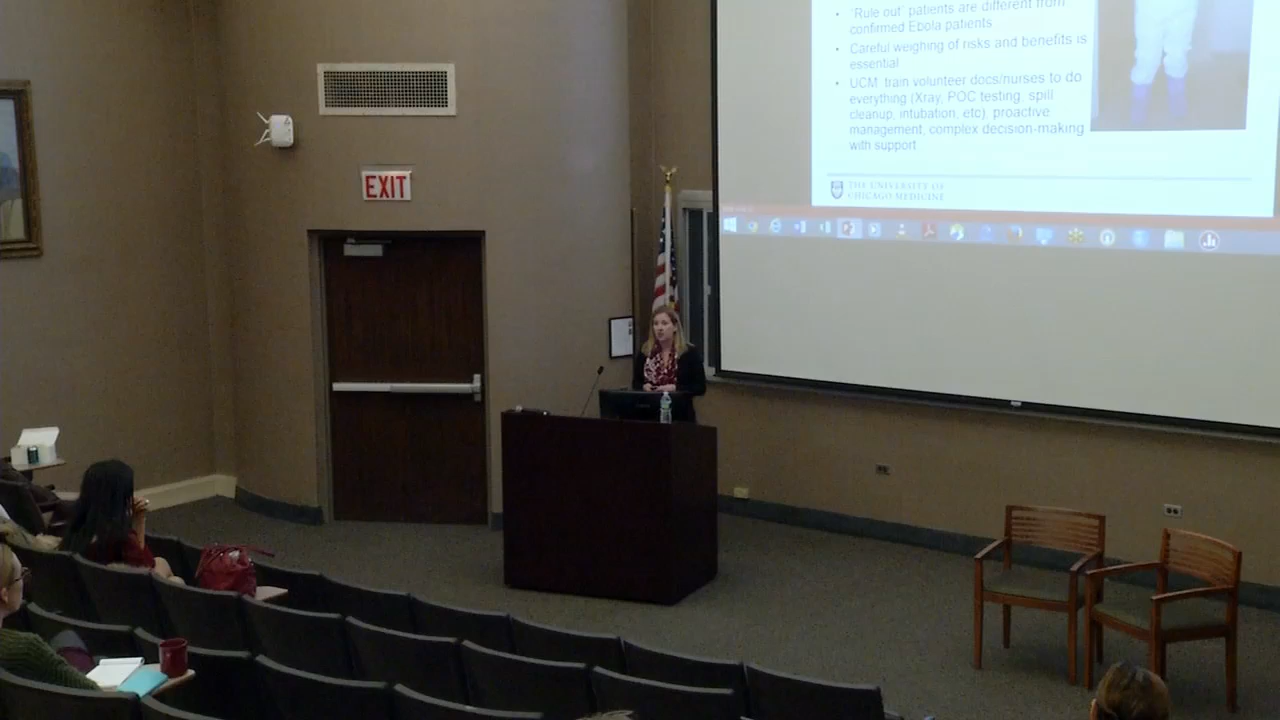 • 'Rule out' patients are different from
confirmed Ebola patients
• Careful weighing of risks and benefits is
essential
• UCM train volunteer docs/nurses to do
everything (Xray, POC testing, spill
cleanup, intubation, etc), proactive
management, complex decision-making
with support
THE UNIVERSITY OF
CHICAGO MEDICINE
EXIT